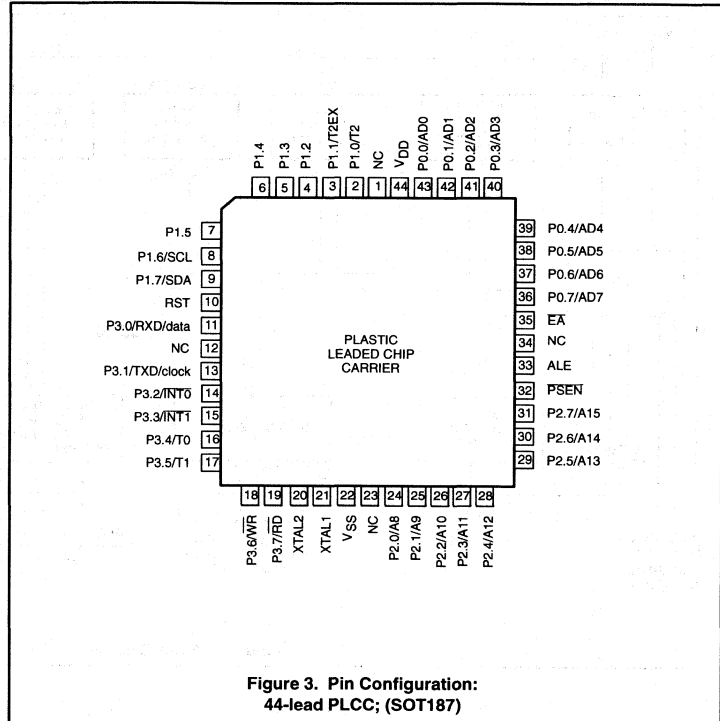 P1.4
P1.3
P1.2
P1.1/T2EX
P1.0/T2
NC
VDD
P0.0/AD0
P0.1/AD1
P0.2/AD2
P0.3/AD3
6 5 4 3 2 1 44 43 42 41 40
P1.5 7
P1.6/SCL 8
P1.7/SDA 9
RST 10
P3.0/RXD/data 11
NC 12
P3.1/TXD/clock 13
P3.2/INT0 14
P3.3/INT1 15
P3.4/T0 16
P3.5/T1 17
PLASTIC
LEADED CHIP
CARRIER
39 P0.4/AD4
38 P0.5/AD5
37 P0.6/AD6
36 P0.7/AD7
35 EA
34 NC
33 ALE
32 PSEN
31 P2.7/A15
30 P2.6/A14
29 P2.5/A13
18 19 20 21 22 23 24 25 26 27 28
P3.6/WR
P3.7/RD
XTAL2
XTAL1
VSS
NC
P2.0/A8
P2.1/A9
P2.2/A10
P2.3/A11
P2.4/A12
Figure 3. Pin Configuration:
44-lead PLCC; (SOT187)